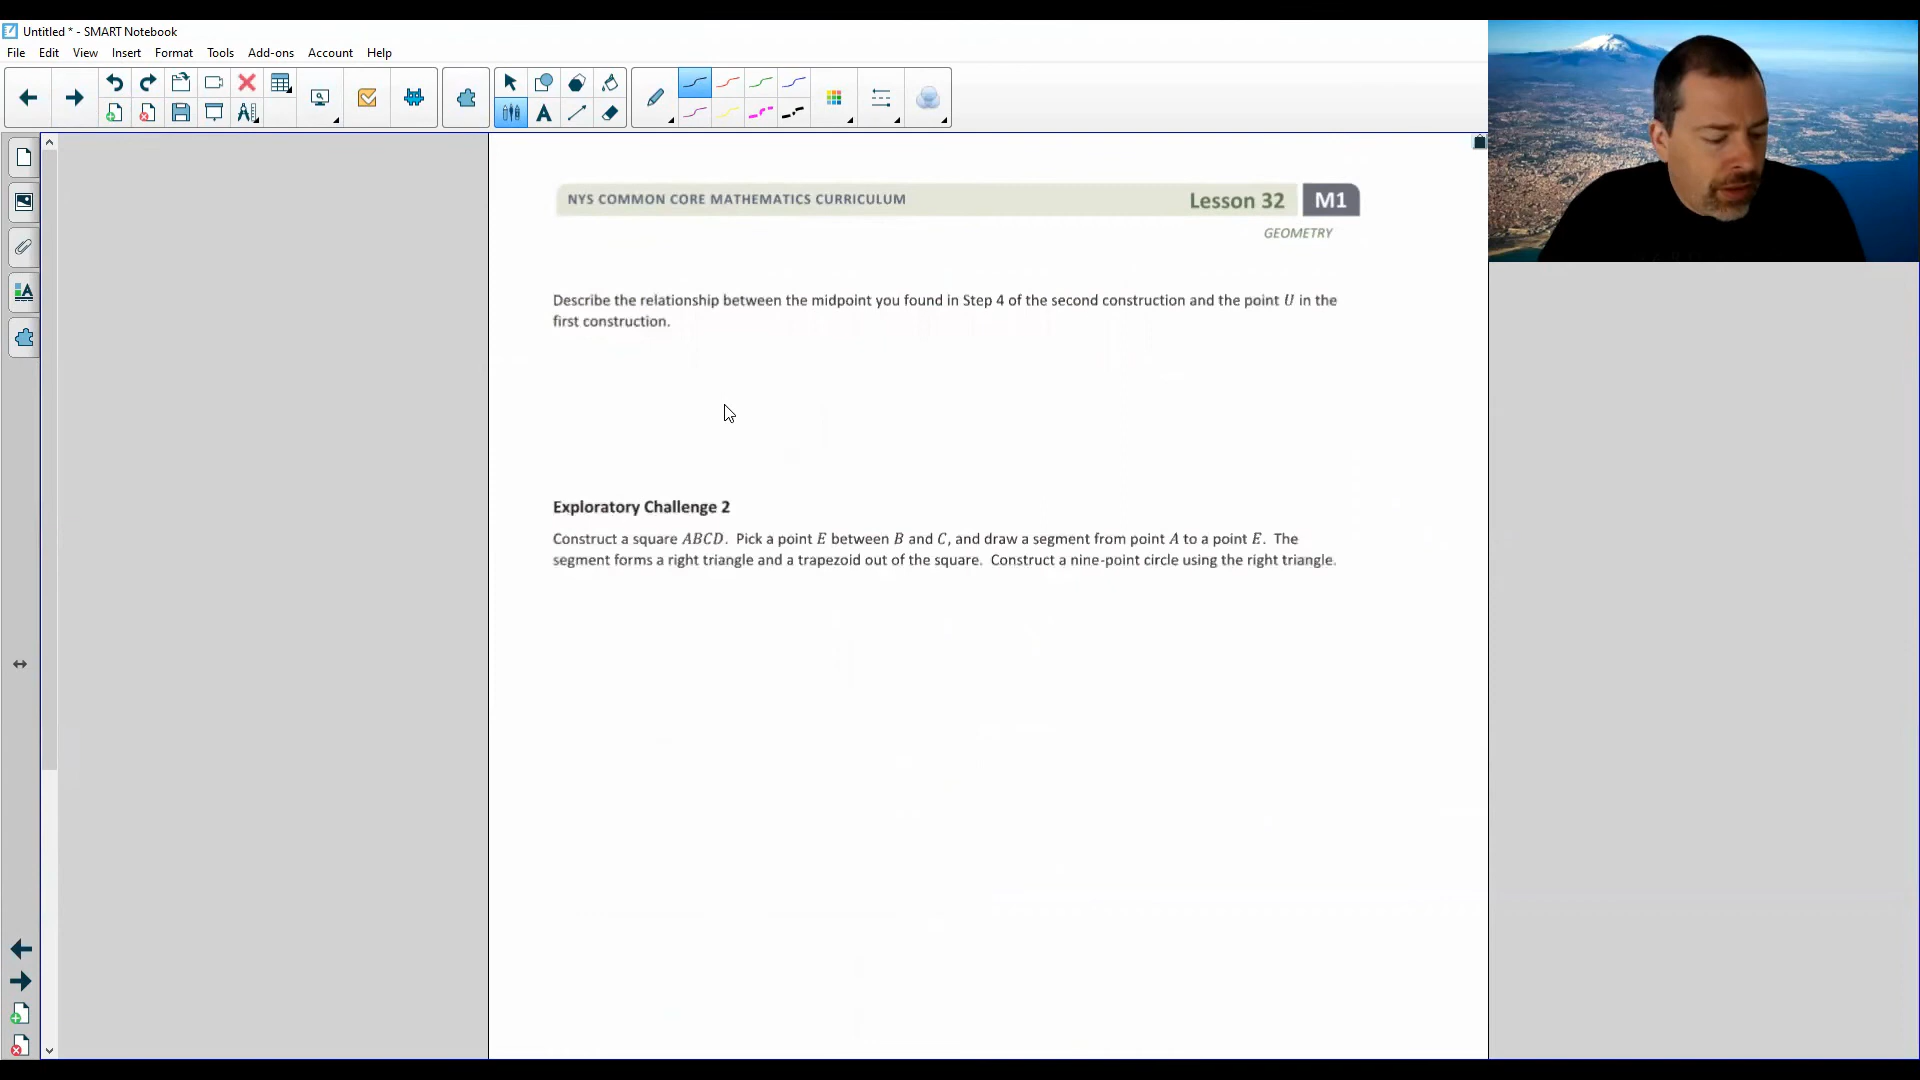 Untitled * - SMART Notebook
File Edit View Insert Format Tools Add-ons Account Help
NYS COMMON CORE MATHEMATICS CURRICULUM Lesson 32 M1
GEOMETRY
Describe the relationship between the midpoint you found in Step 4 of the second construction and the point U in the
first construction.
Exploratory Challenge 2
Construct a square ABCD. Pick a point E between B and C, and draw a segment from point A to a point E. The
segment forms a right triangle and a trapezoid out of the square. Construct a nine-point circle using the right triangle.